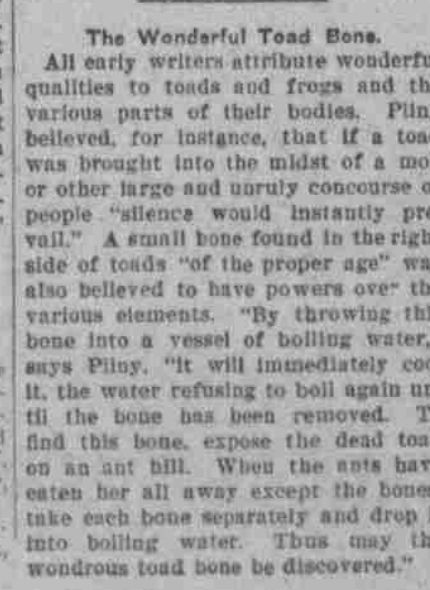 The Wonderful Toad Bone.
All early writers attribute wonderfu
qualities to toads and frogs and th
various parts of their bodies. Plin
believed, for instance, that if a toa
was brought into the midst of a mo
or other large and unruly concourse o
people "silence would instantly pre
vail." A small bone found in the righ
side of toads "of the proper age" wa
also believed to have powers over th
various elements. "By throwing thi
bone into a vessel of boiling water,
says Pliny, "it will immediately coo
it, the water refusing to boil again un
til the bone has been removed. T
find this bone, expose the dead toa
on an ant hill. When the ants hav
eaten her all away except the bone
take each bone separately and drop i
into boiling water. Thus may th
wondrous toad bone be discovered."